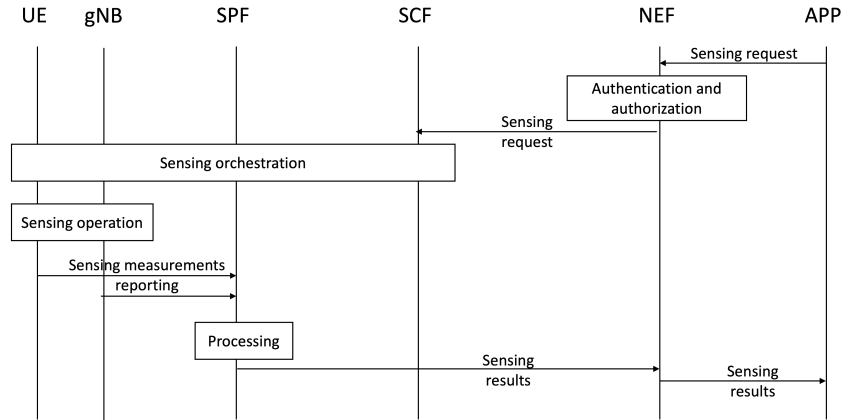 UE gNB SPF SCF NEF APP
Sensing request
Authentication and
authorization
Sensing
request
Sensing orchestration
Sensing operation
Sensing measurements
reporting
Processing
Sensing
results
Sensing
results